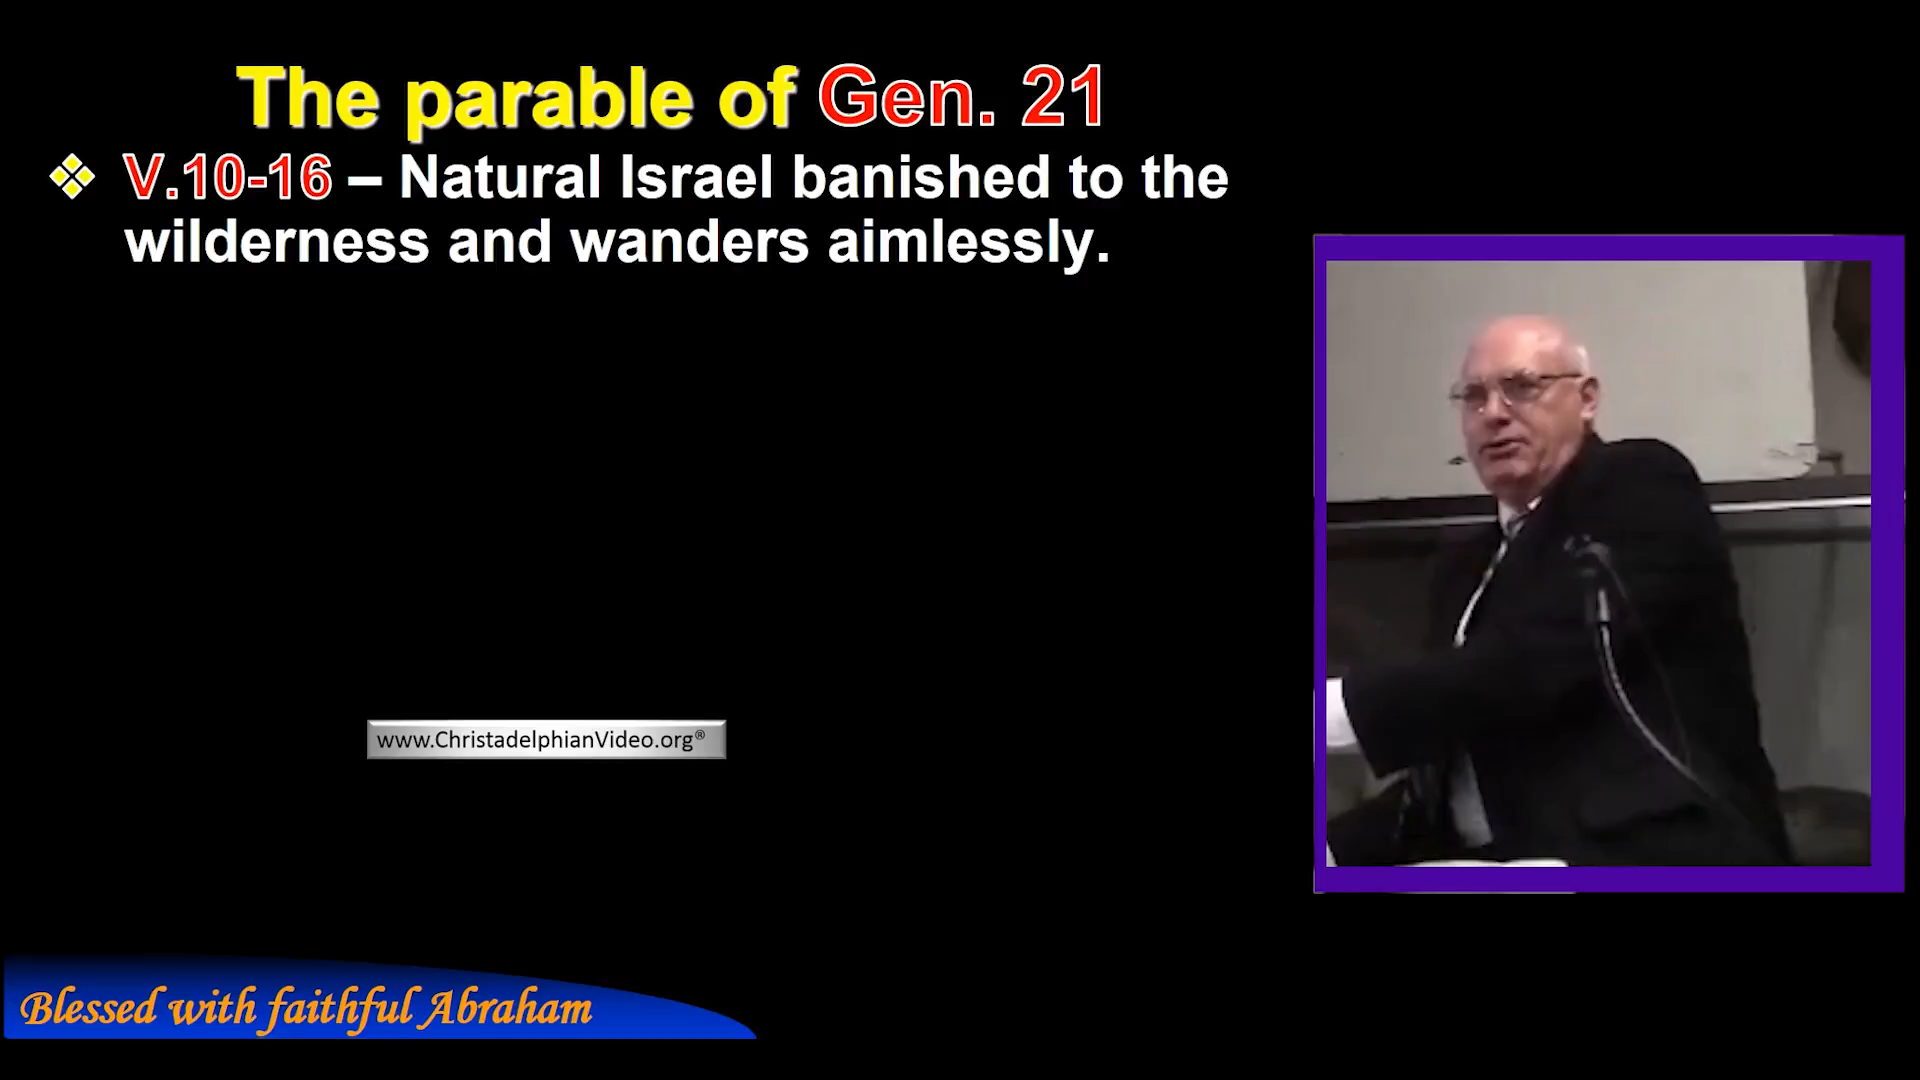 The parable of Gen. 21
❖ V.10-16 – Natural Israel banished to the
wilderness and wanders aimlessly.
www.ChristadelphianVideo.org®
Blessed with faithful Abraham